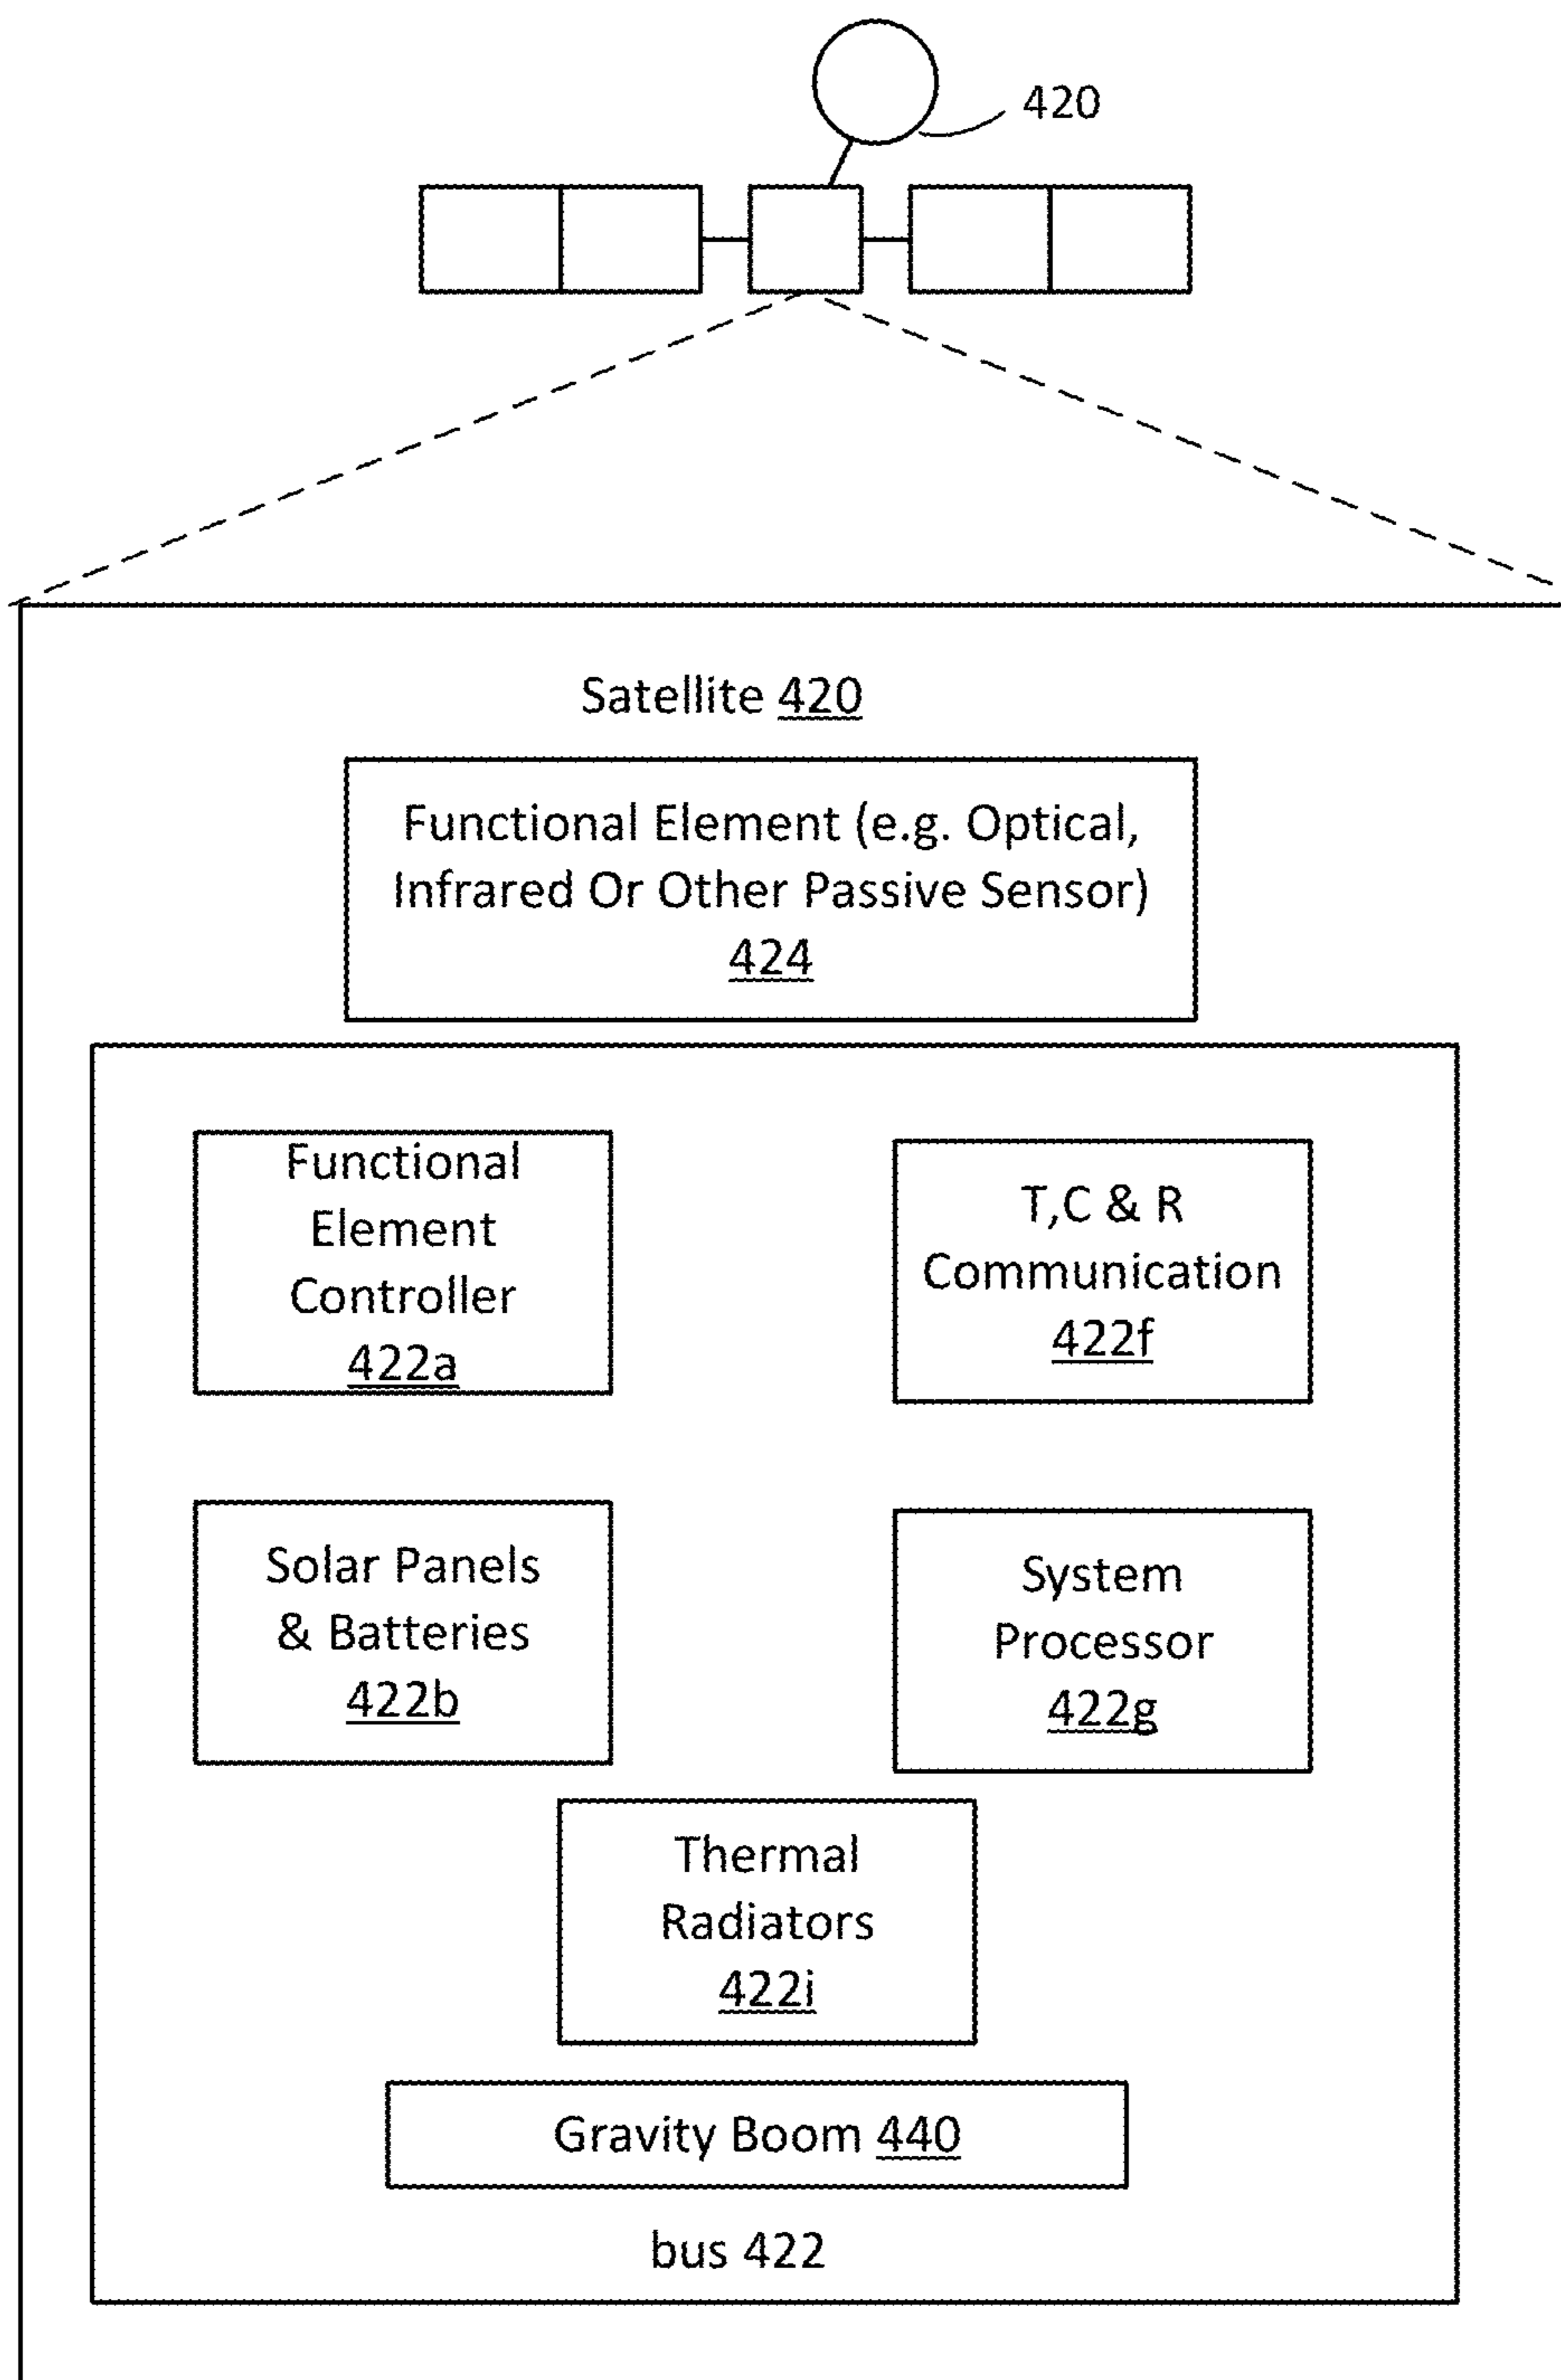 420
Satellite 420
Functional Element (e.g. Optical,
Infrared Or Other Passive Sensor)
424
Functional
Element
Controller
422a
T,C & R
Communication
422f
Solar Panels
& Batteries
422b
System
Processor
422g
Thermal
Radiators
422i
Gravity Boom 440
bus 422